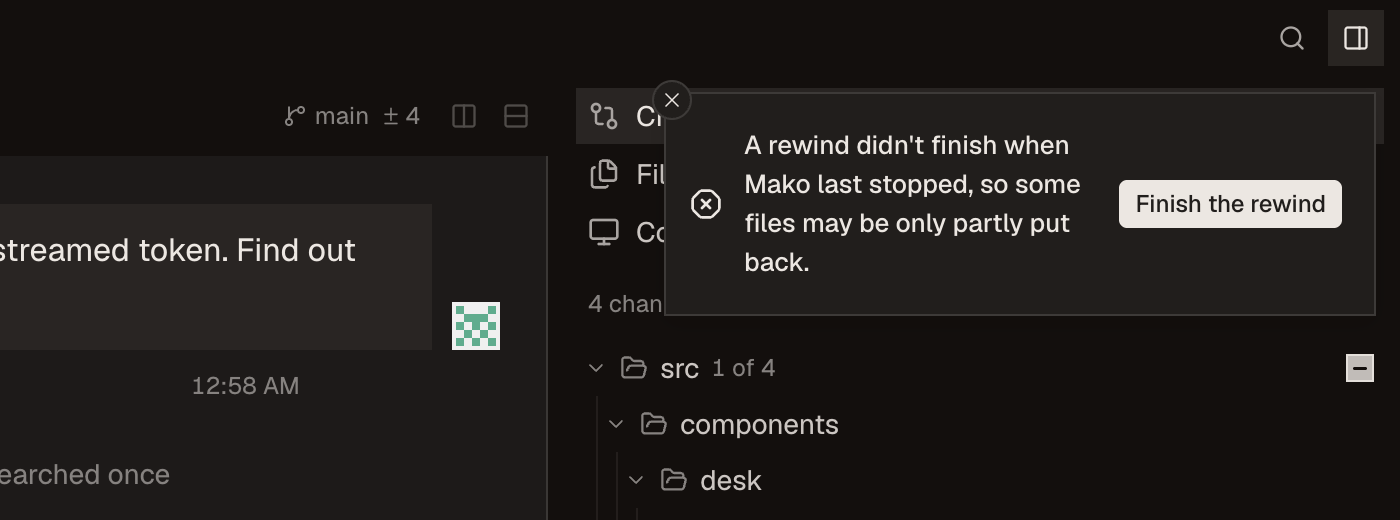 main ± 4
streamed token. Find out
12:58 AM
earched once
A rewind didn't finish when
Mako last stopped, so some
files may be only partly put
back.
Finish the rewind
4 chan
src 1 of 4
components
desk